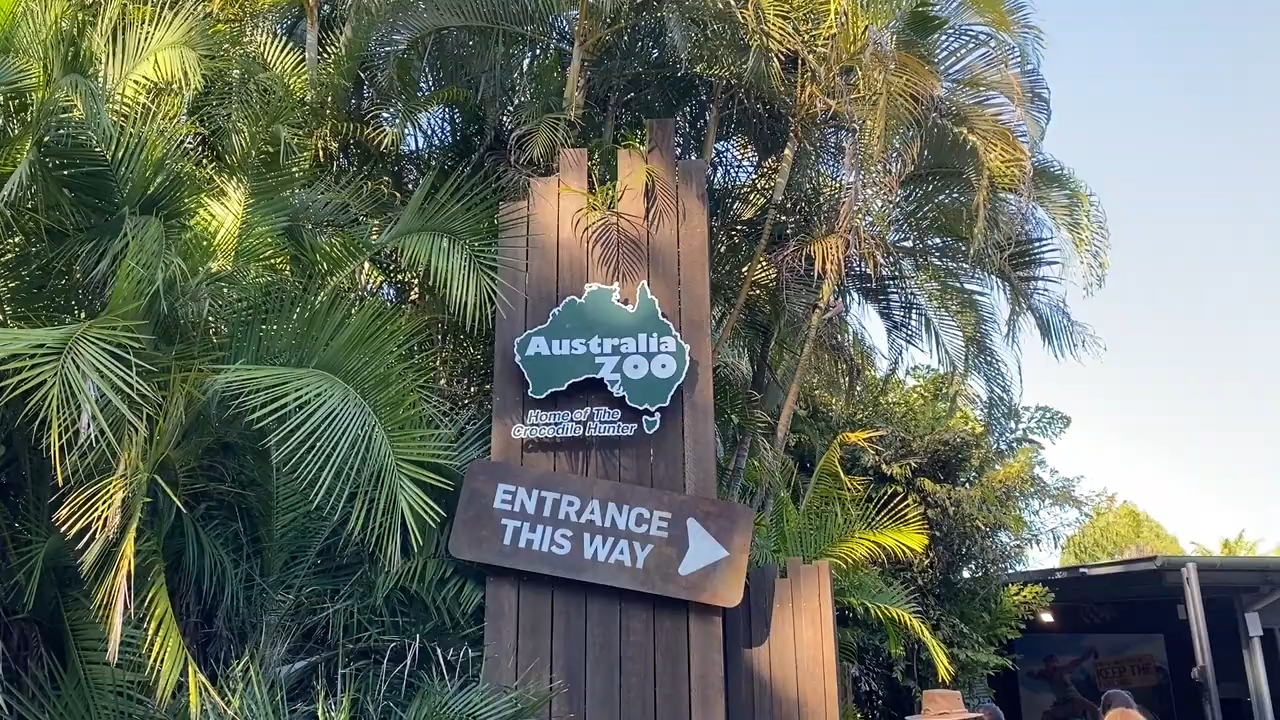 Australia
ZOO
Home of The
Crocodile Hunter
ENTRANCE
THIS WAY
KEEP THE